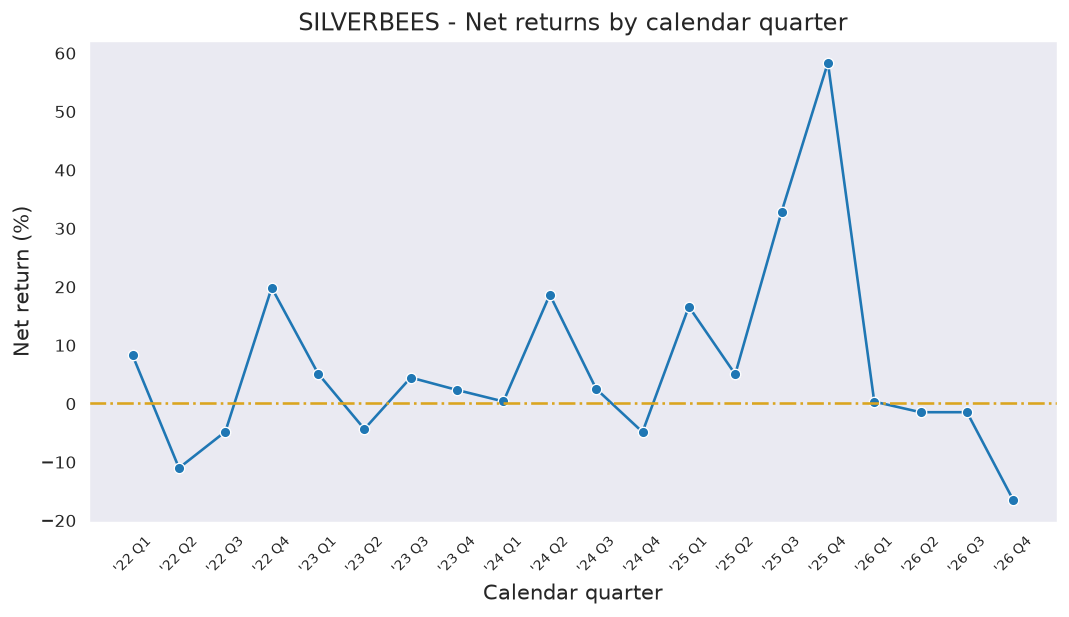 SILVERBEES - Net returns by calendar quarter
Net return (%)
60
50
40
30
20
10
0
−10
−20
'22 Q1
'22 Q2
'22 Q3
'22 Q4
'23 Q1
'23 Q2
'23 Q3
'23 Q4
'24 Q1
'24 Q2
'24 Q3
'24 Q4
'25 Q1
'25 Q2
'25 Q3
'25 Q4
'26 Q1
'26 Q2
'26 Q3
'26 Q4
Calendar quarter